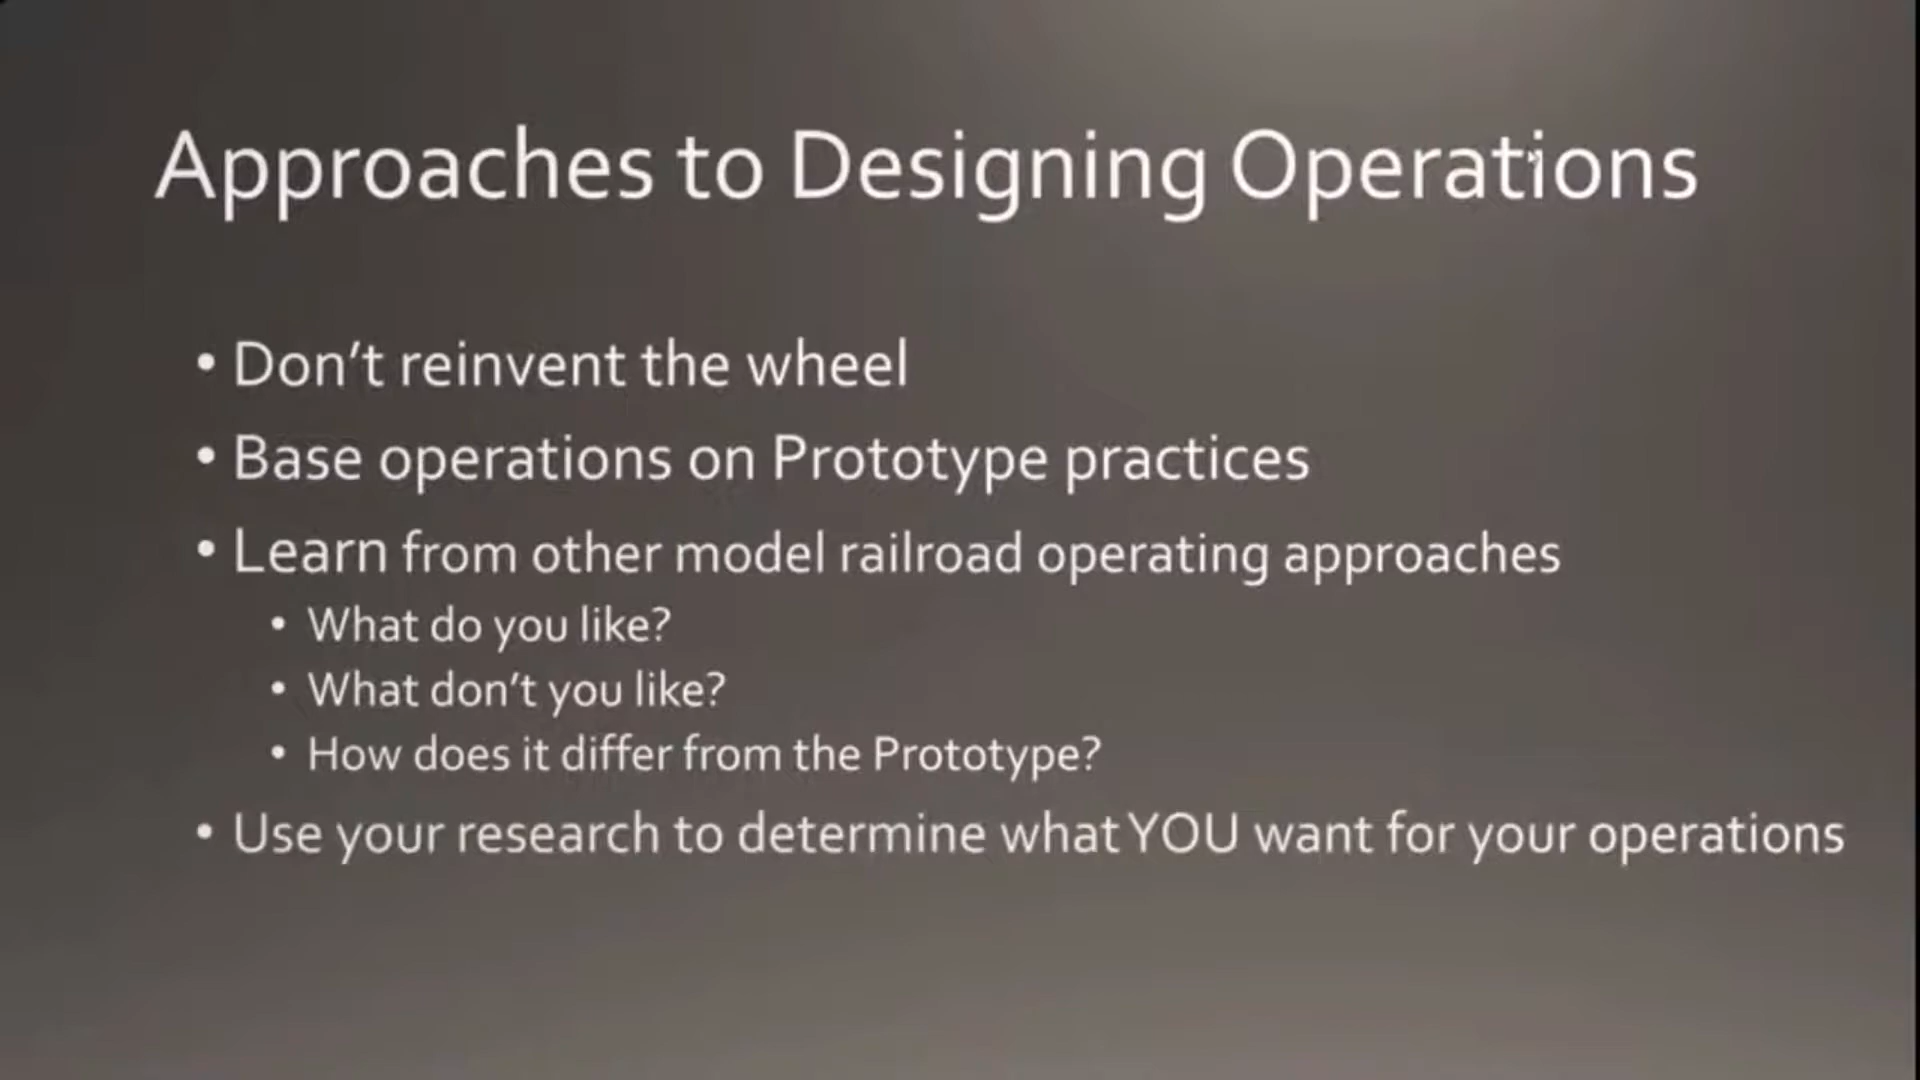 Approaches to Designing Operations
• Don’t reinvent the wheel
• Base operations on Prototype practices
• Learn from other model railroad operating approaches
• What do you like?
• What don’t you like?
• How does it differ from the Prototype?
• Use your research to determine what YOU want for your operations